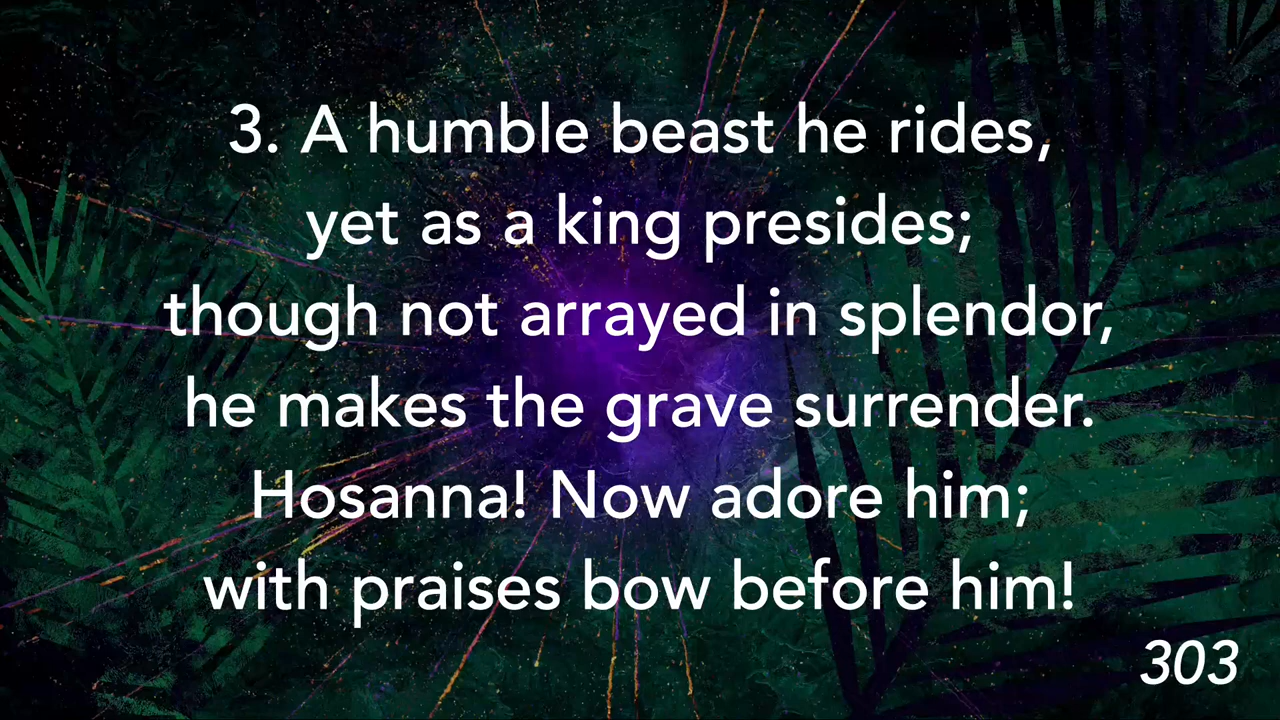 3. A humble beast he rides,
yet as a king presides;
though not arrayed in splendor,
he makes the grave surrender.
Hosanna! Now adore him;
with praises bow before him!
303